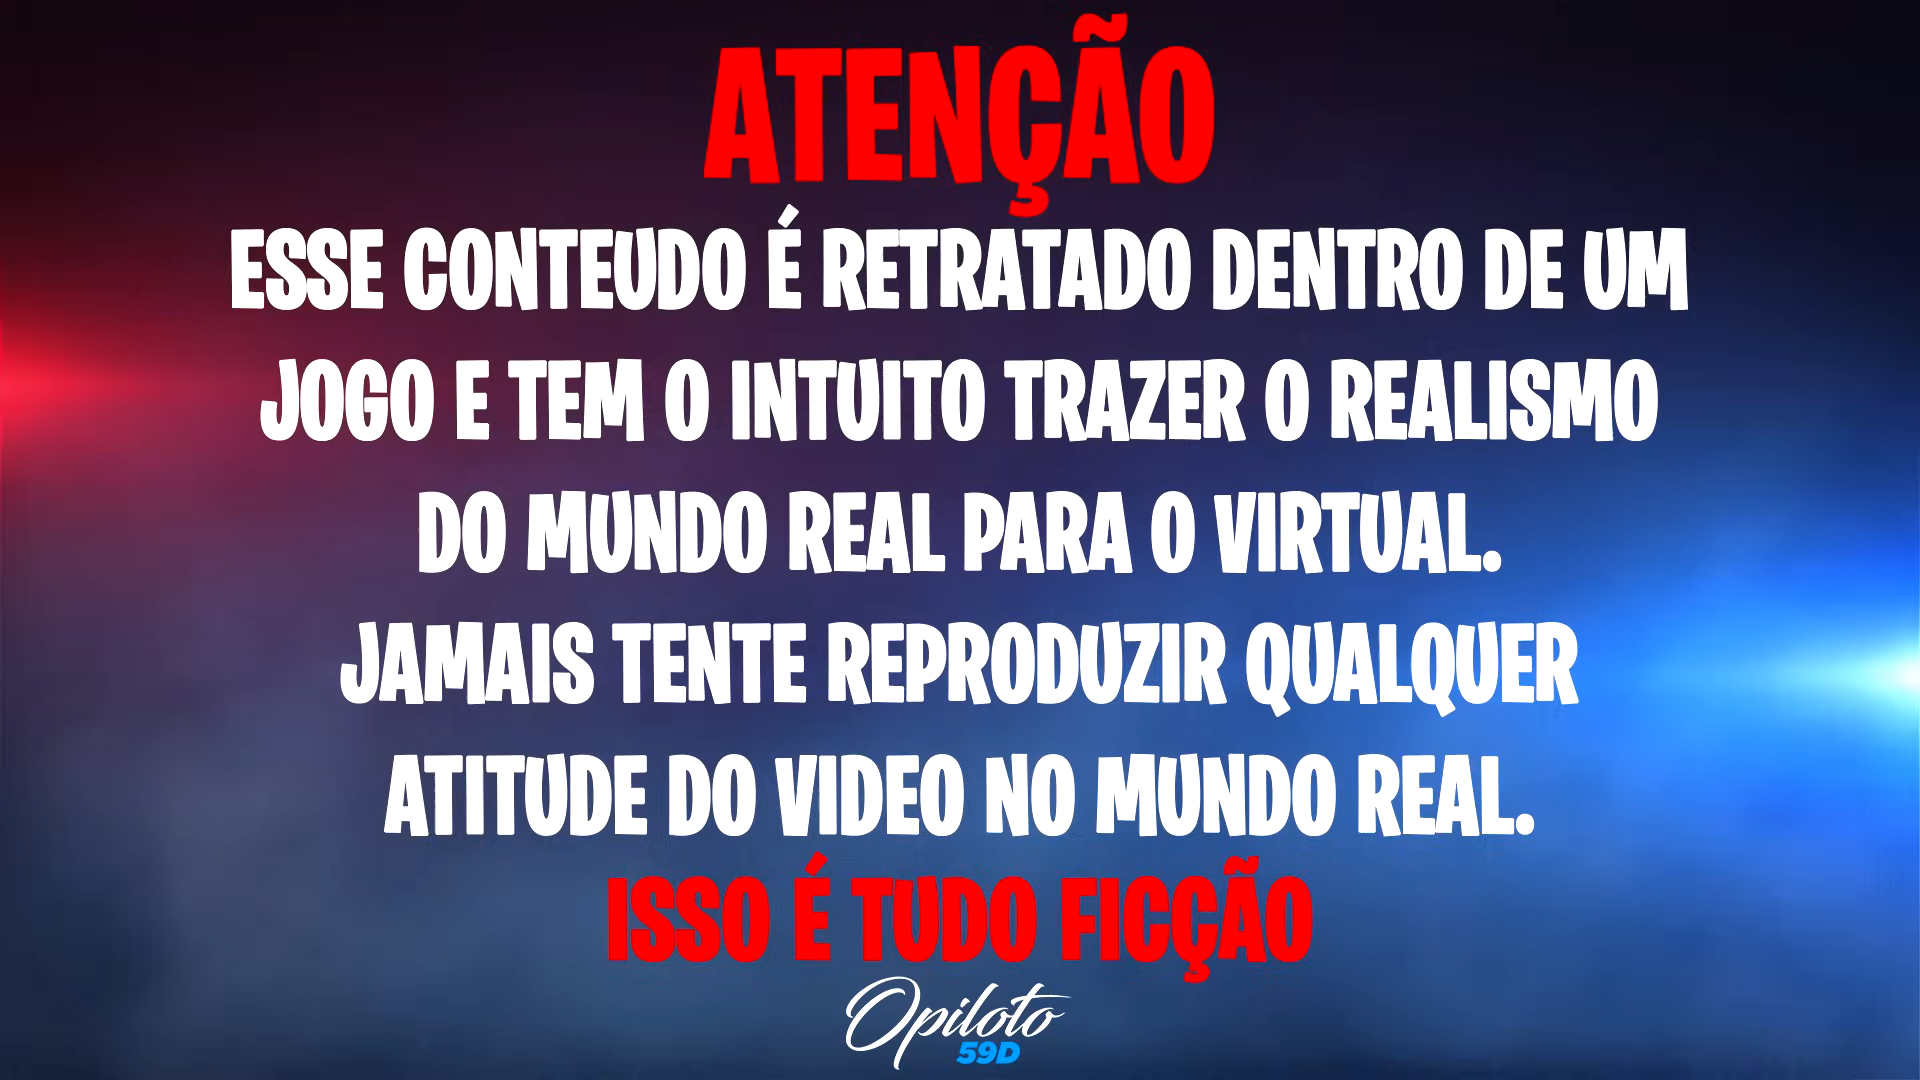 ATENÇÃO
ESSE CONTEUDO É RETRATADO DENTRO DE UM
JOGO E TEM O INTUITO TRAZER O REALISMO
DO MUNDO REAL PARA O VIRTUAL.
JAMAIS TENTE REPRODUZIR QUALQUER
ATITUDE DO VIDEO NO MUNDO REAL.
ISSO É TUDO FICÇÃO
Opiloto
59D